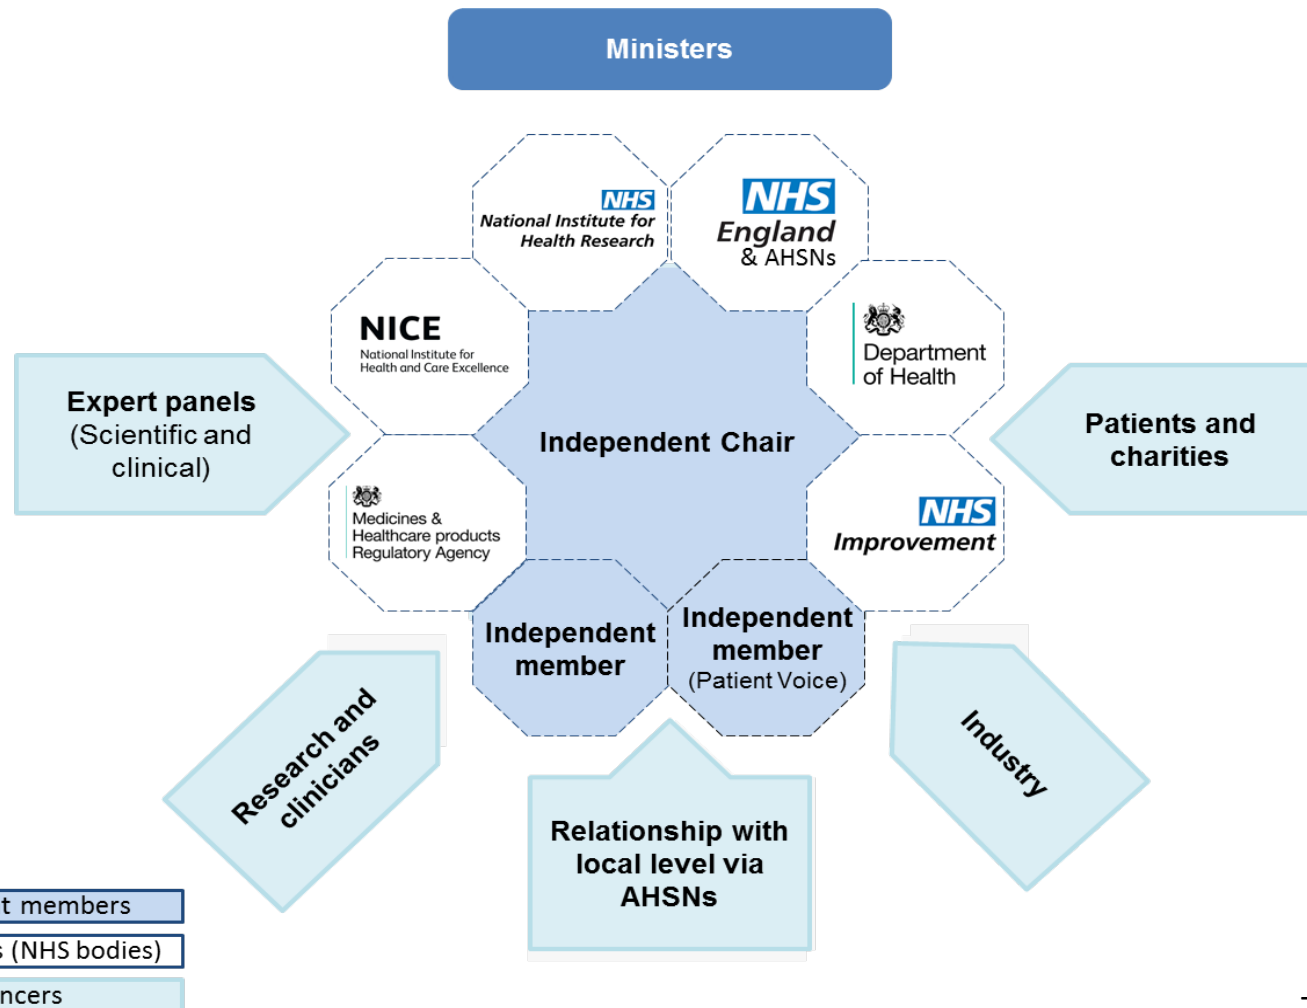 Ministers
NHS
National Institute for
Health Research
NHS
England
& AHSNs
NICE
National Institute for
Health and Care Excellence
Department
of Health
Expert panels
(Scientific and
clinical)
Independent Chair
Patients and
charities
Medicines &
Healthcare products
Regulatory Agency
NHS
Improvement
Independent
member
Independent
member
(Patient Voice)
Research and
clinicians
Industry
Relationship with
local level via
AHSNs
t members
s (NHS bodies)
ncers